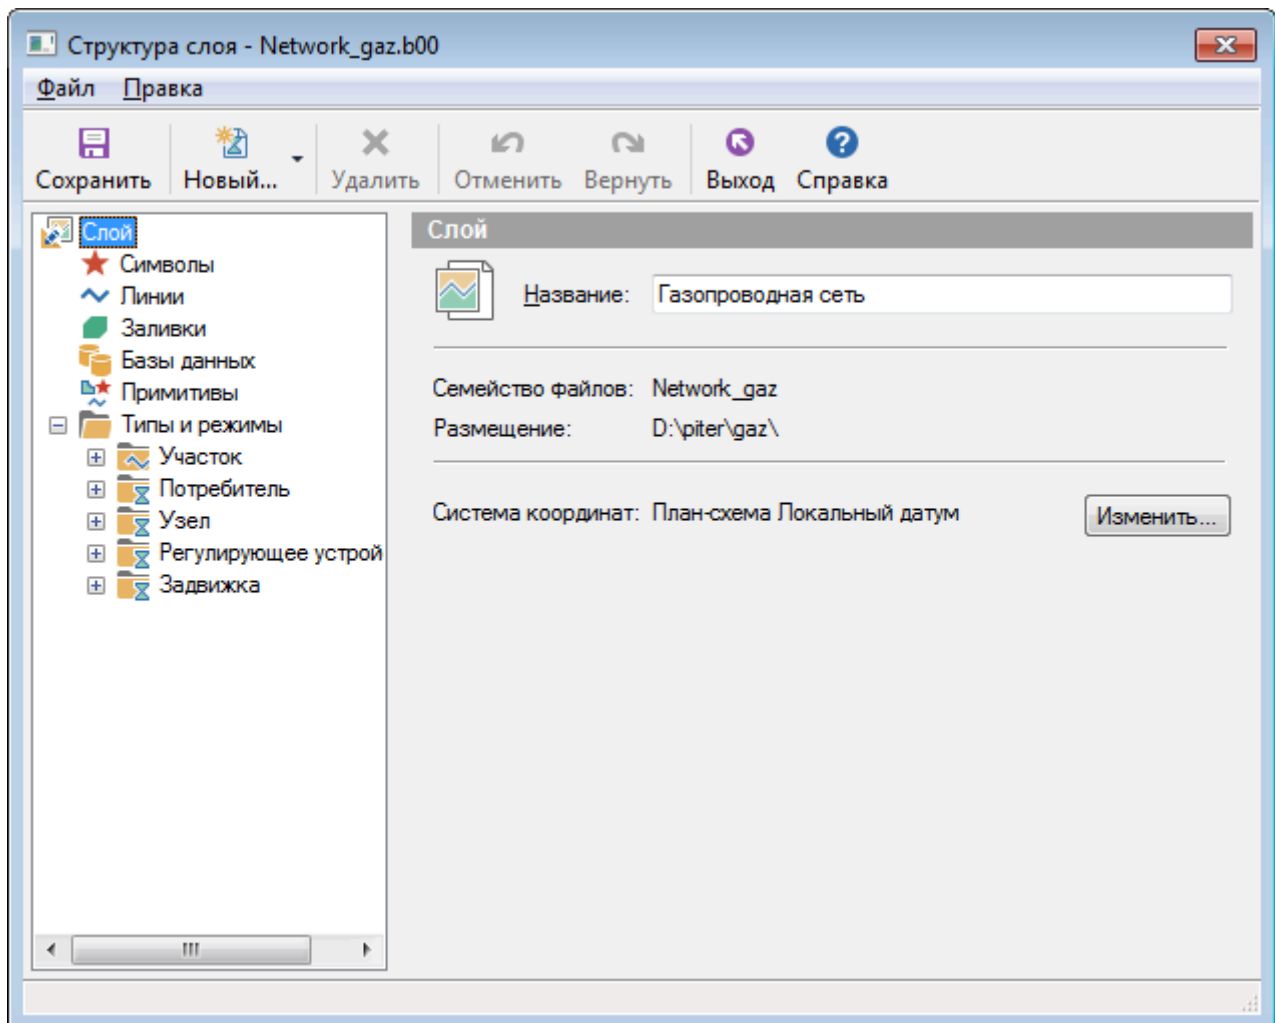 Структура слоя - Network_gaz.b00
Файл Правка
Сохранить Новый... Удалить Отменить Вернуть Выход Справка
Слой
Символы
Линии
Заливки
Базы данных
Примитивы
Типы и режимы
Участок
Потребитель
Узел
Регулирующее устрой
Задвижка
Слой
Название: Газопроводная сеть
Семейство файлов: Network_gaz
Размещение: D:\piter\gaz\
Система координат: План-схема Локальный датум Изменить...